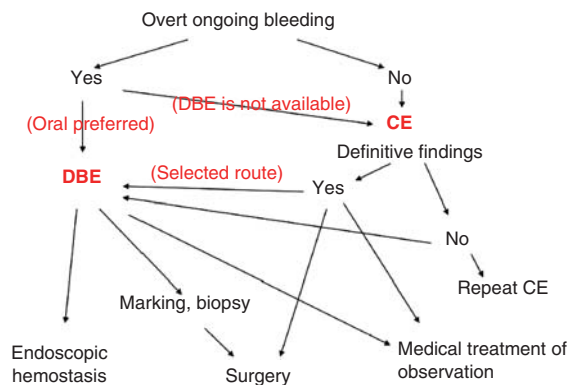 Overt ongoing bleeding
Yes
No
(DBE is not available)
(Oral preferred)
CE
Definitive findings
(Selected route)
DBE
Yes
No
Repeat CE
Marking, biopsy
Endoscopic
hemostasis
Surgery
Medical treatment of
observation